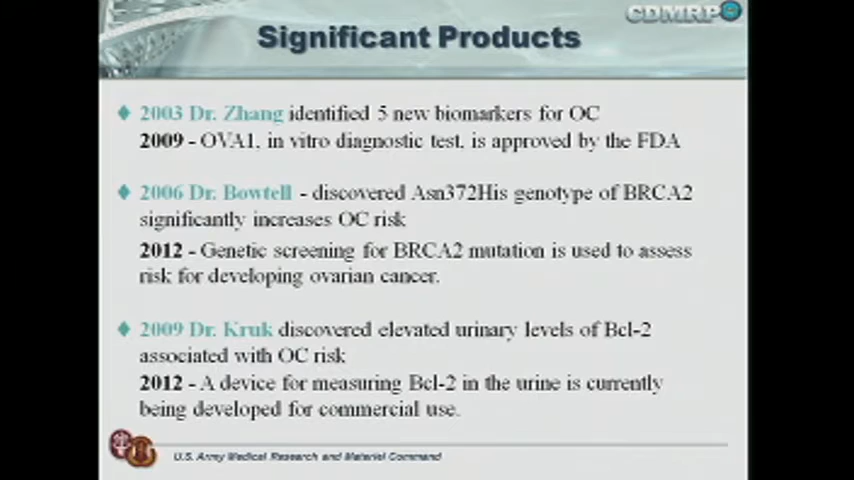 CDMRP
Significant Products
2003 Dr. Zhang identified 5 new biomarkers for OC
2009 - OVA1, in vitro diagnostic test, is approved by the FDA
2006 Dr. Bowtell - discovered Asn372His genotype of BRCA2
significantly increases OC risk
2012 - Genetic screening for BRCA2 mutation is used to assess
risk for developing ovarian cancer.
2009 Dr. Kruk discovered elevated urinary levels of Bcl-2
associated with OC risk
2012 - A device for measuring Bcl-2 in the urine is currently
being developed for commercial use.
U.S. Army Medical Research and Materiel Command